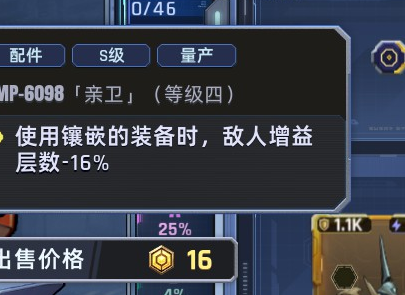 0/46
配件 S级 量产
MP-6098「亲卫」（等级四）
使用镶嵌的装备时，敌人增益
层数-16%
25%
1.1K
出售价格 16
4%